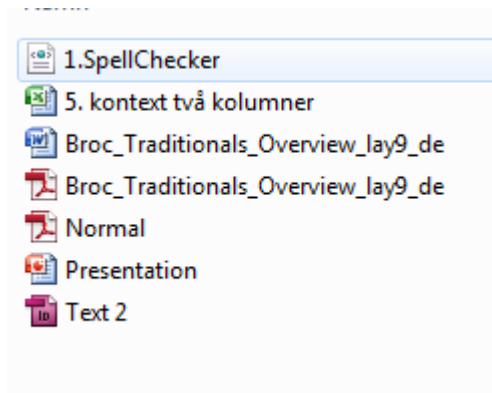 1.SpellChecker
5. kontext två kolumner
Broc_Traditionals_Overview_lay9_de
Broc_Traditionals_Overview_lay9_de
Normal
Presentation
Text 2